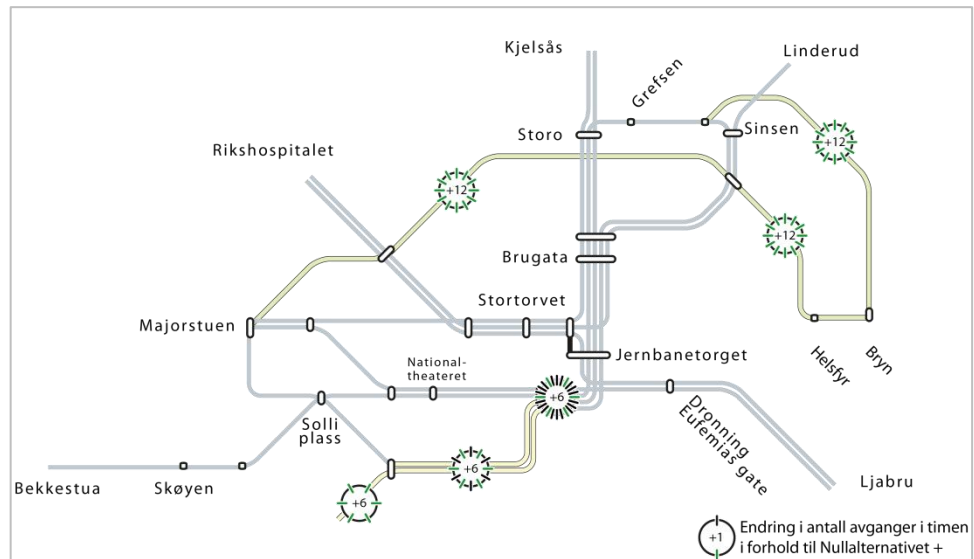 Kjelsås
Linderud
Grefsen
Storo
Sinsen
Rikshospitalet
+12
+12
+12
Brugata
Stortorvet
Majorstuen
Jernbanetorget
National-
theateret
Helsfyr
Bryn
+6
Solli
plass
Dronning
Eufemias gate
+6
Bekkestua
Skøyen
Ljabru
+6
+1
Endring i antall avganger i timen
i forhold til Nullalternativet +